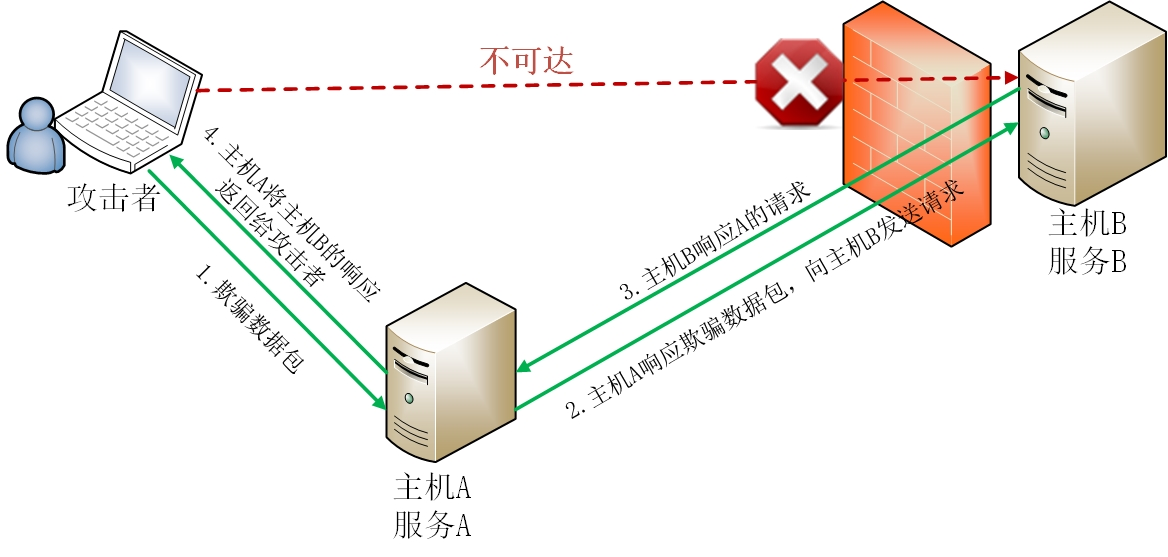 不可达
攻击者
4. 主机A将主机B的响应
返回给攻击者
1. 欺骗数据包
3. 主机B响应A的请求
2. 主机A响应欺骗数据包，向主机B发送请求
主机B
服务B
主机A
服务A